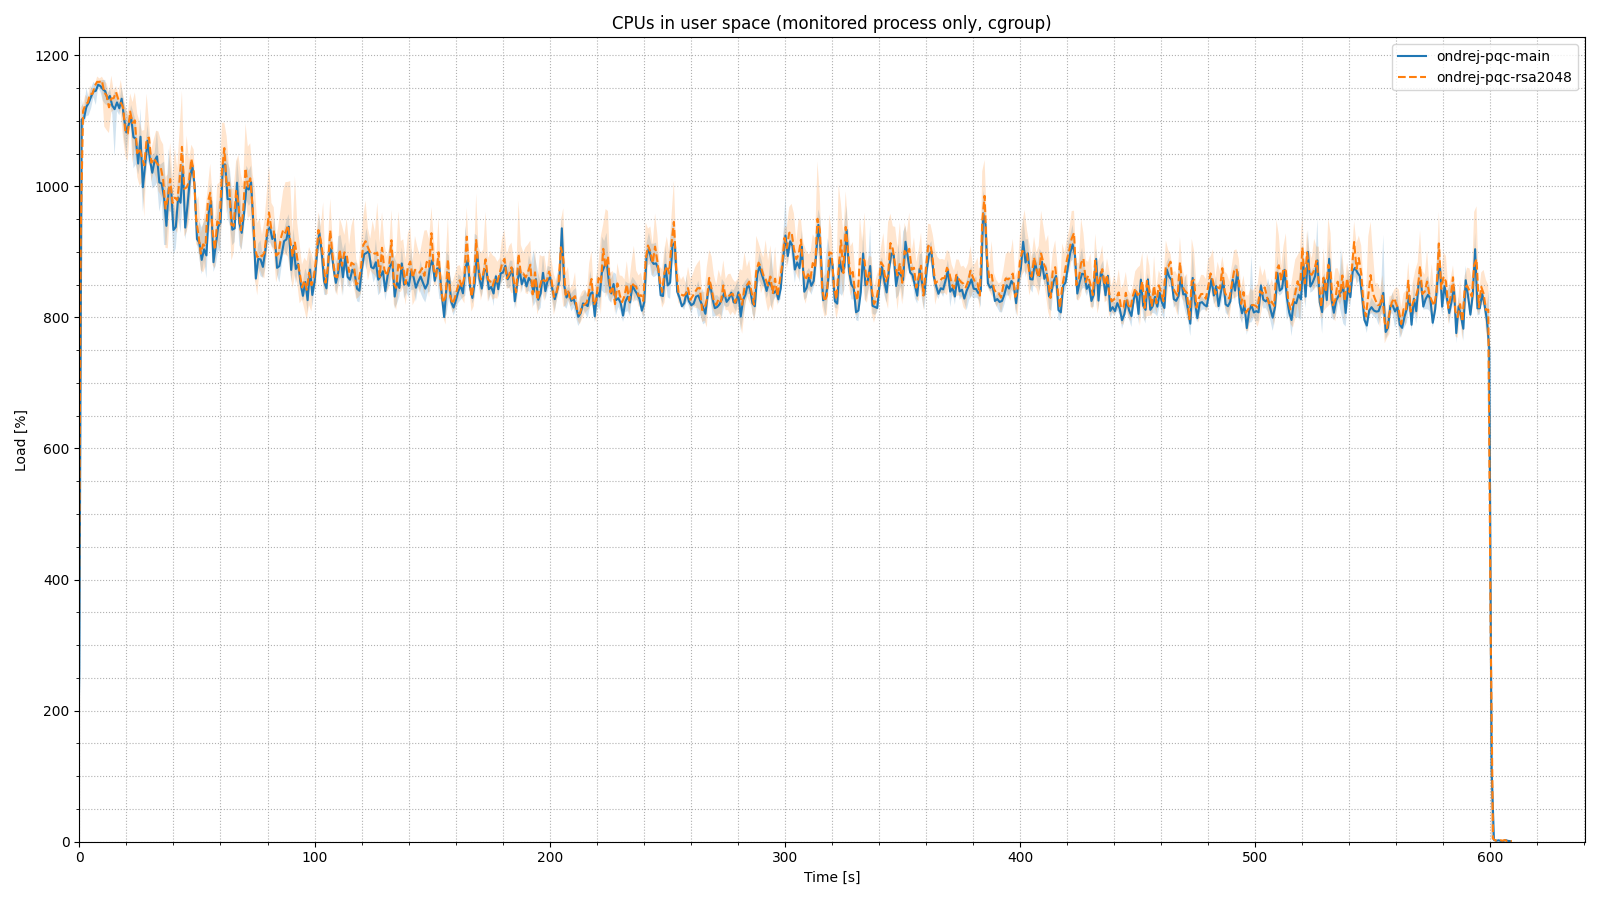 CPUs in user space (monitored process only, cgroup)
ondrej-pqc-main
ondrej-pqc-rsa2048
Load [%]
1200
1000
800
600
400
200
0
0 100 200 300 400 500 600
Time [s]